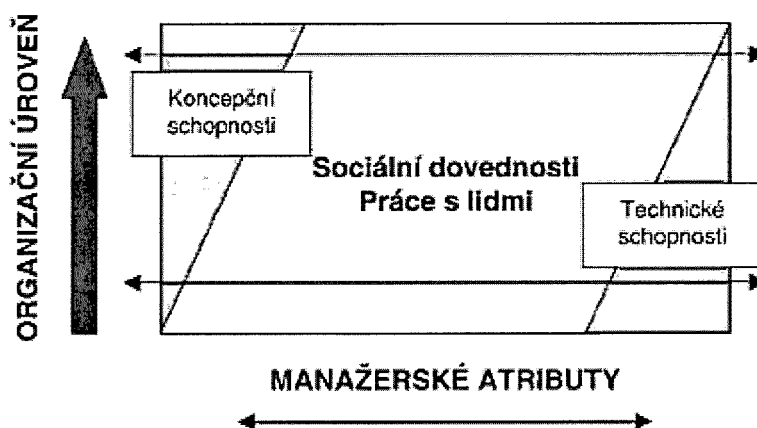 ORGANIZAČNÍ ÚROVEŇ
Koncepční
schopnosti
Sociální dovednosti
Práce s lidmi
Technické
schopnosti
MANAŽERSKÉ ATRIBUTY